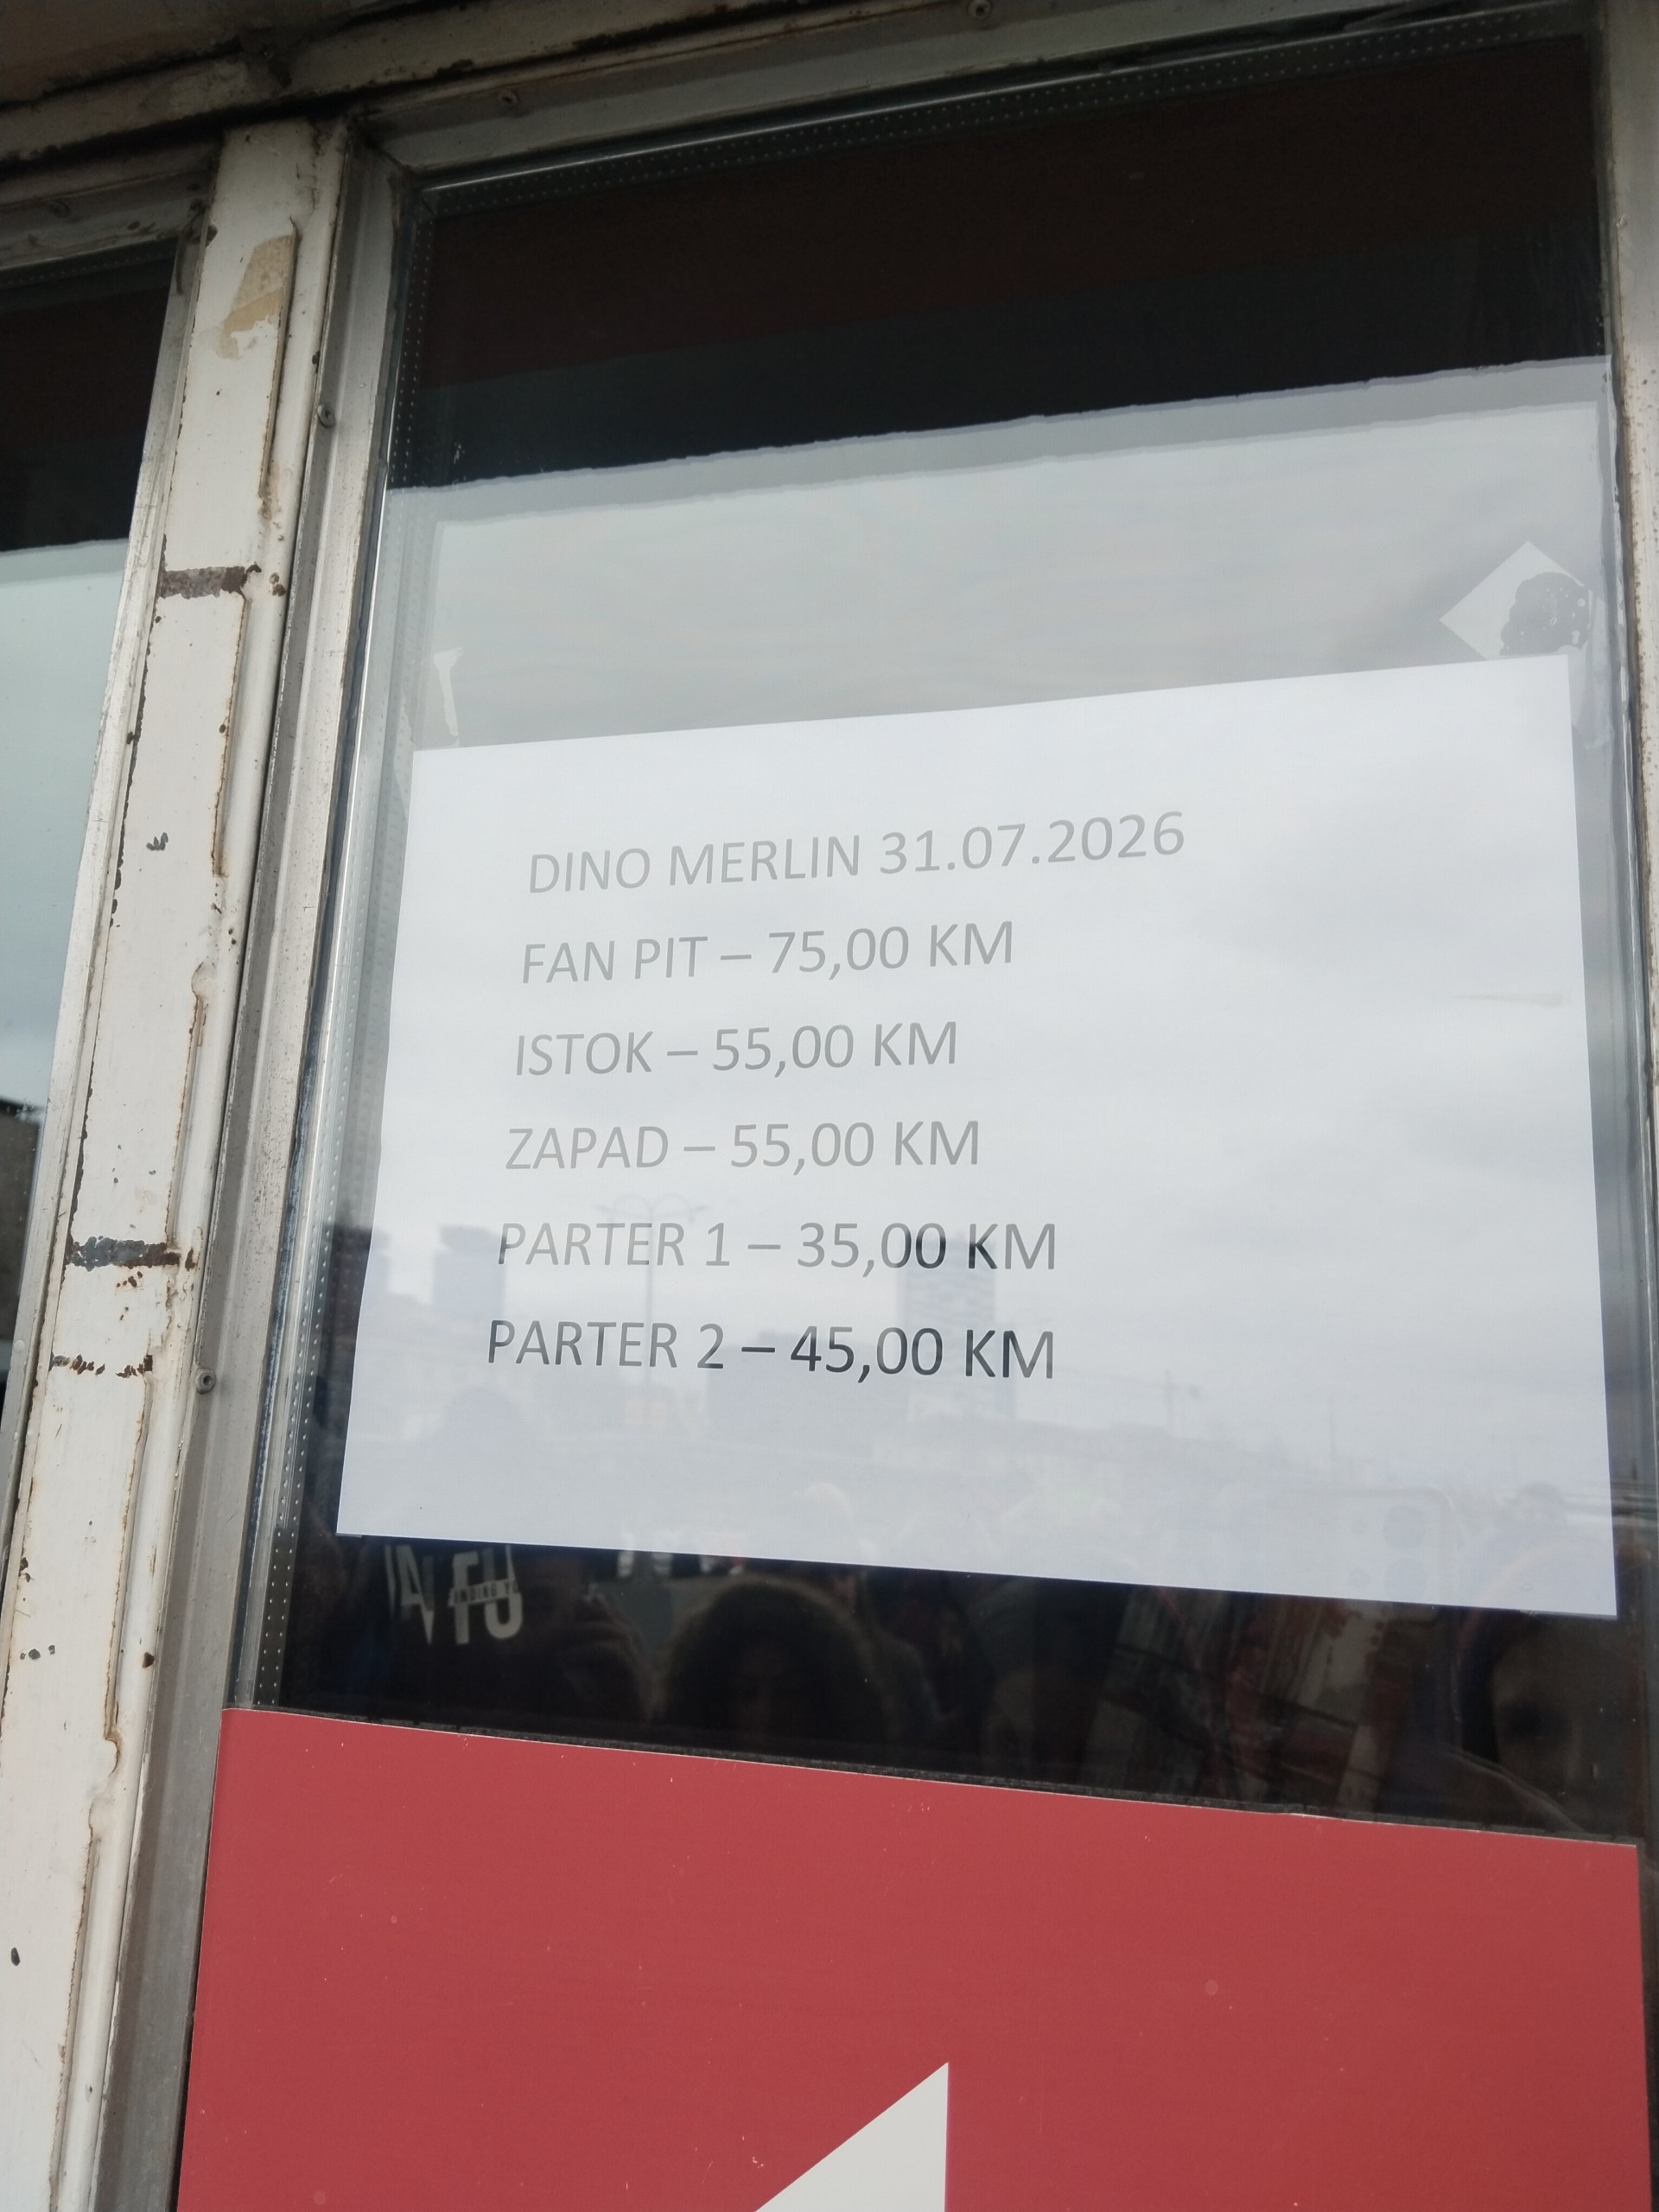 DINO MERLIN 31.07.2026
FAN PIT – 75,00 KM
ISTOK – 55,00 KM
ZAPAD – 55,00 KM
PARTER 1 – 35,00 KM
PARTER 2 – 45,00 KM
FU